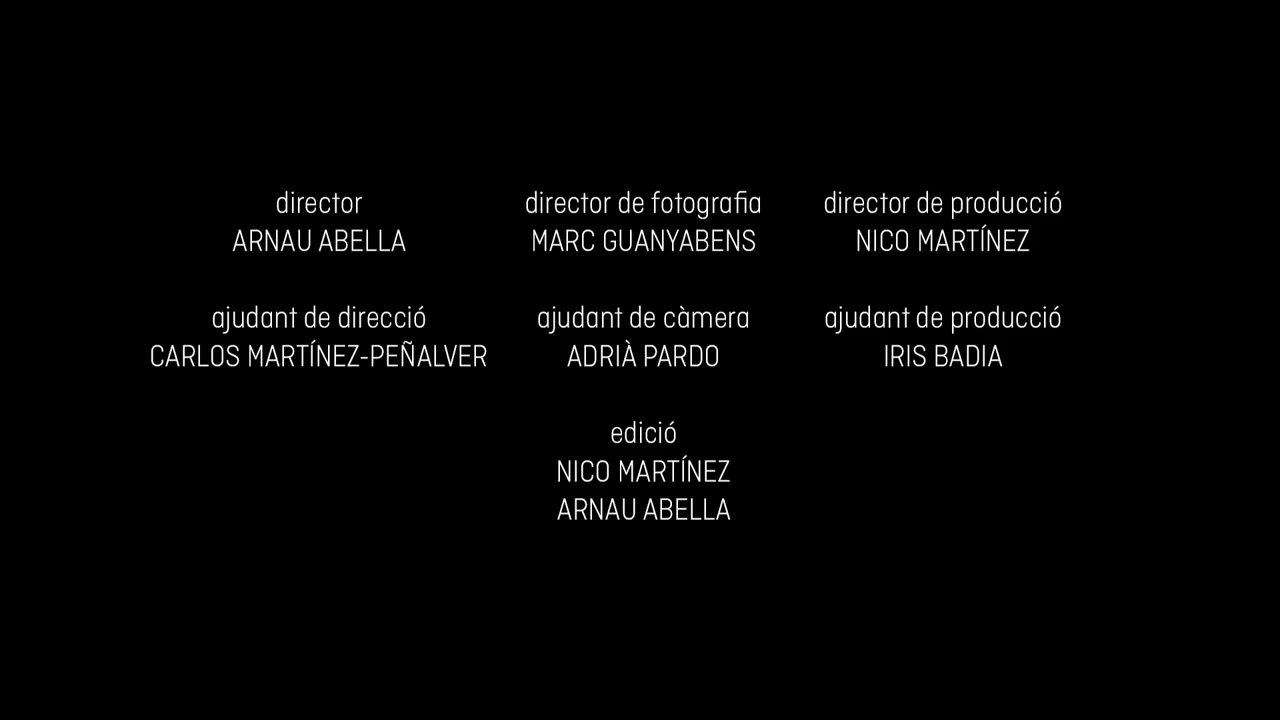 director
ARNAU ABELLA
director de fotografia
MARC GUANYABENS
director de producció
NICO MARTÍNEZ
ajudant de direcció
CARLOS MARTÍNEZ-PEÑALVER
ajudant de càmera
ADRIÀ PARDO
ajudant de producció
IRIS BADIA
edició
NICO MARTÍNEZ
ARNAU ABELLA